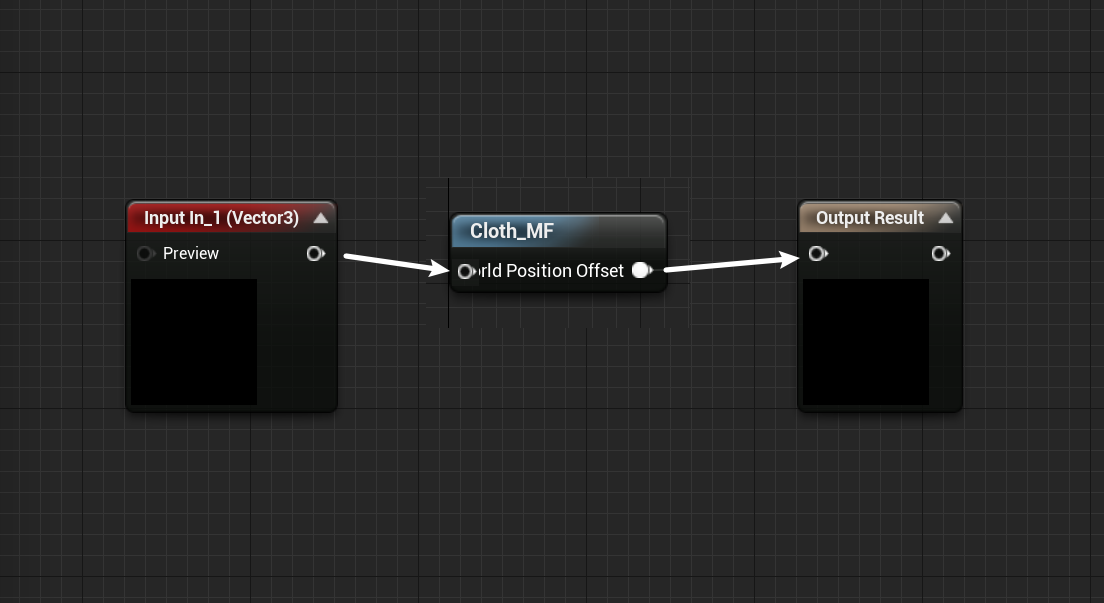 Input In_1 (Vector3)
Preview
Cloth_MF
rld Position Offset
Output Result